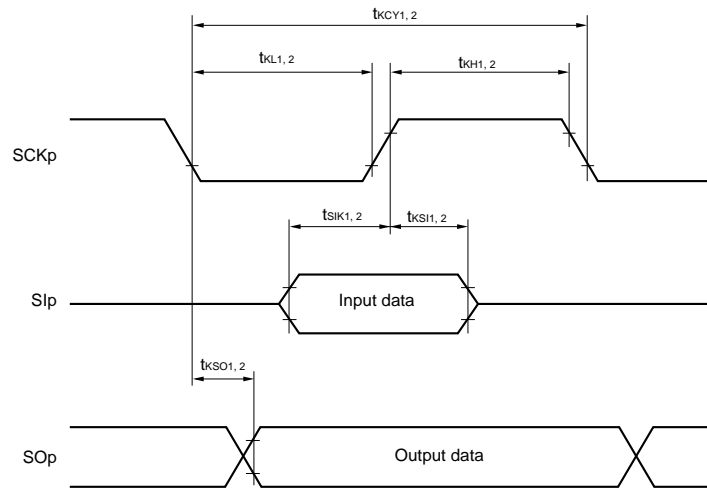 tKCY1, 2
tKL1, 2
tKH1, 2
SCKp
tSIK1, 2
tKSI1, 2
SIp
Input data
tKSO1, 2
SOp
Output data